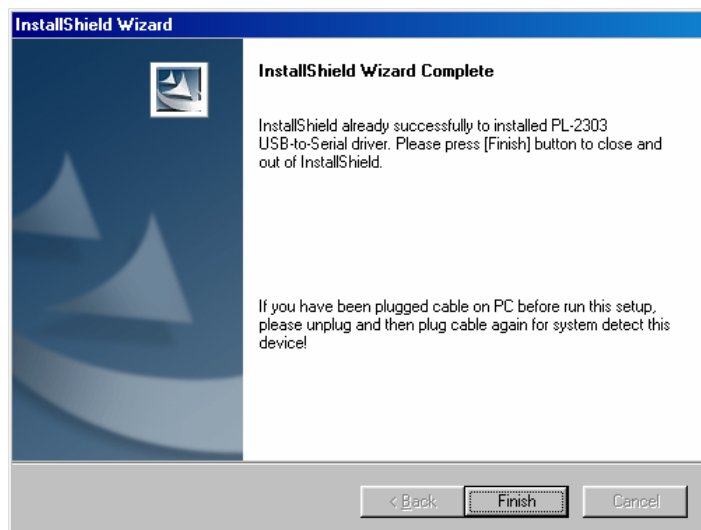 InstallShield Wizard
InstallShield Wizard Complete
InstallShield already successfully to installed PL-2303
USB-to-Serial driver. Please press [Finish] button to close and
out of InstallShield.
If you have been plugged cable on PC before run this setup,
please unplug and then plug cable again for system detect this
device!
< Back
Finish
Cancel